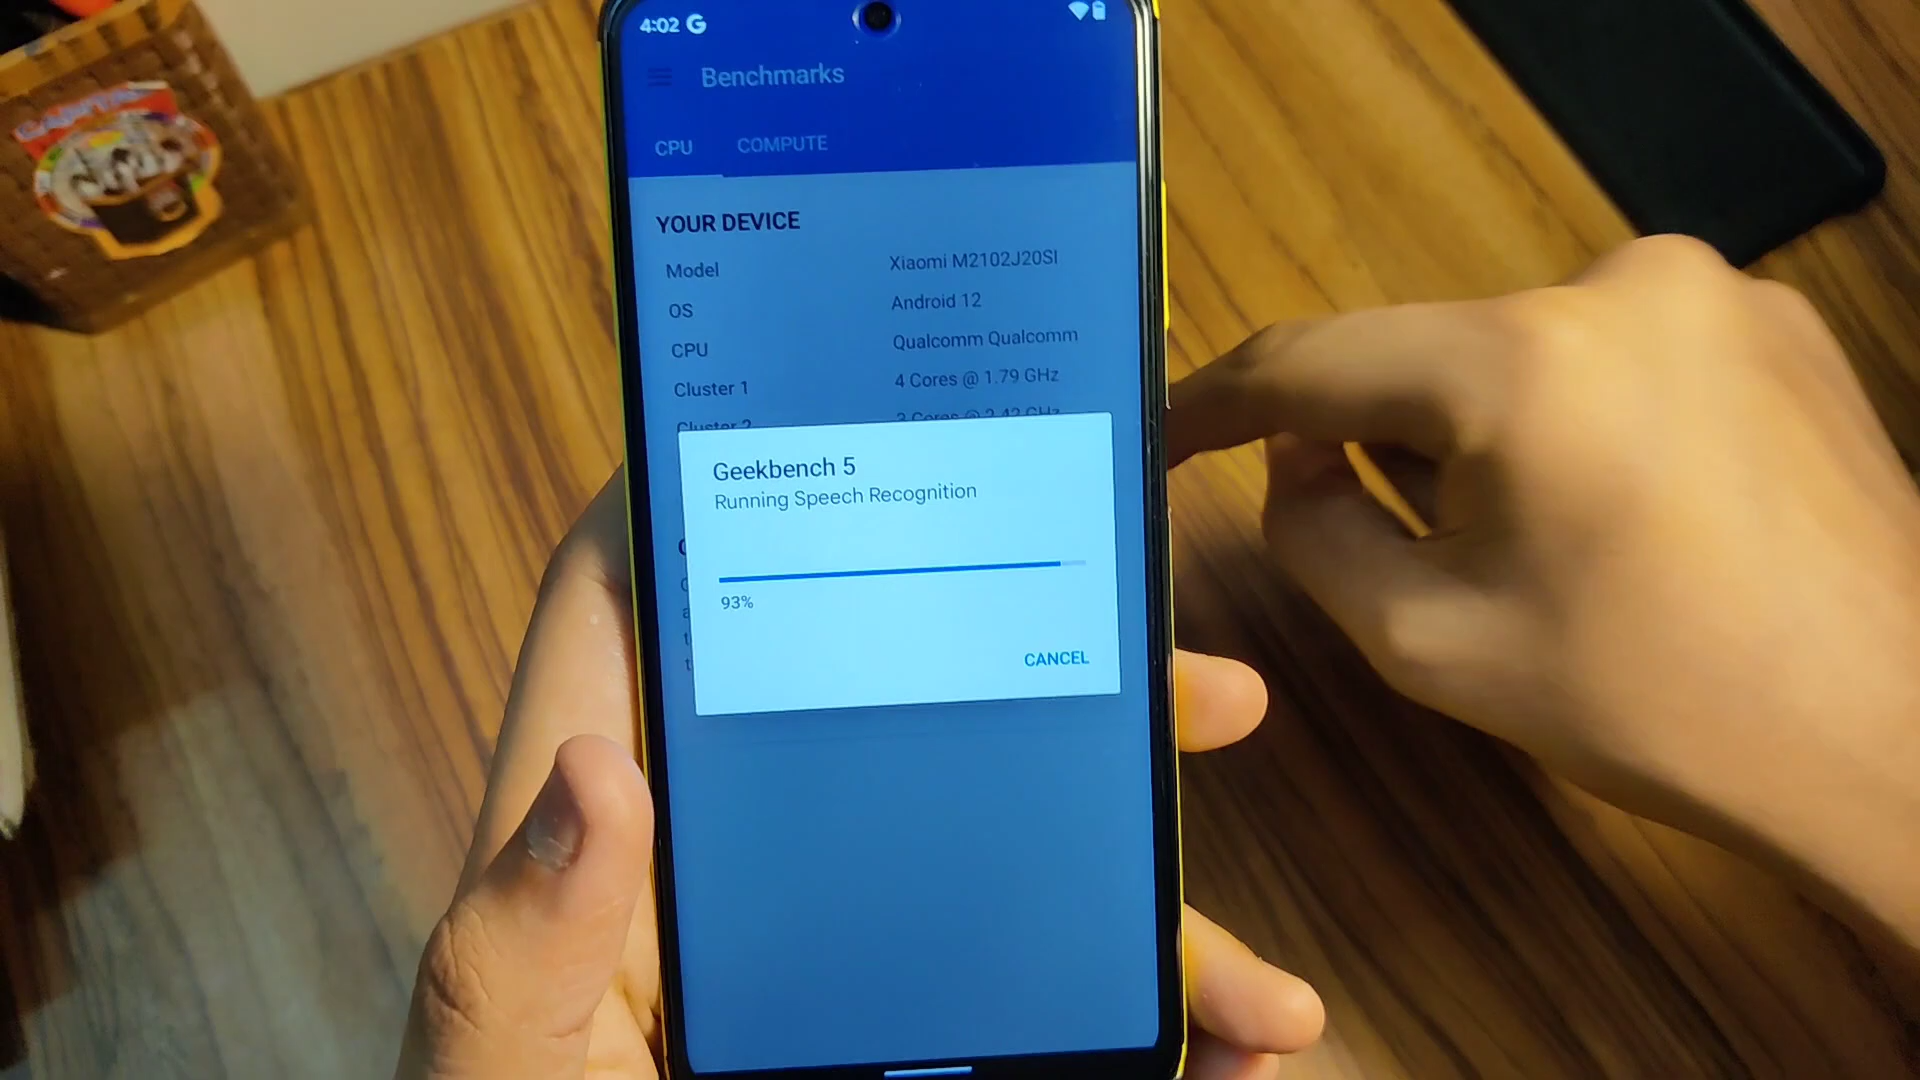 4:02 G
Benchmarks
CPU COMPUTE
YOUR DEVICE
Model Xiaomi M2102J20SI
OS Android 12
CPU Qualcomm Qualcomm
Cluster 1 4 Cores @ 1.79 GHz
Cluster 2 3 Cores @ 2.42 GHz
Geekbench 5
Running Speech Recognition
93%
CANCEL